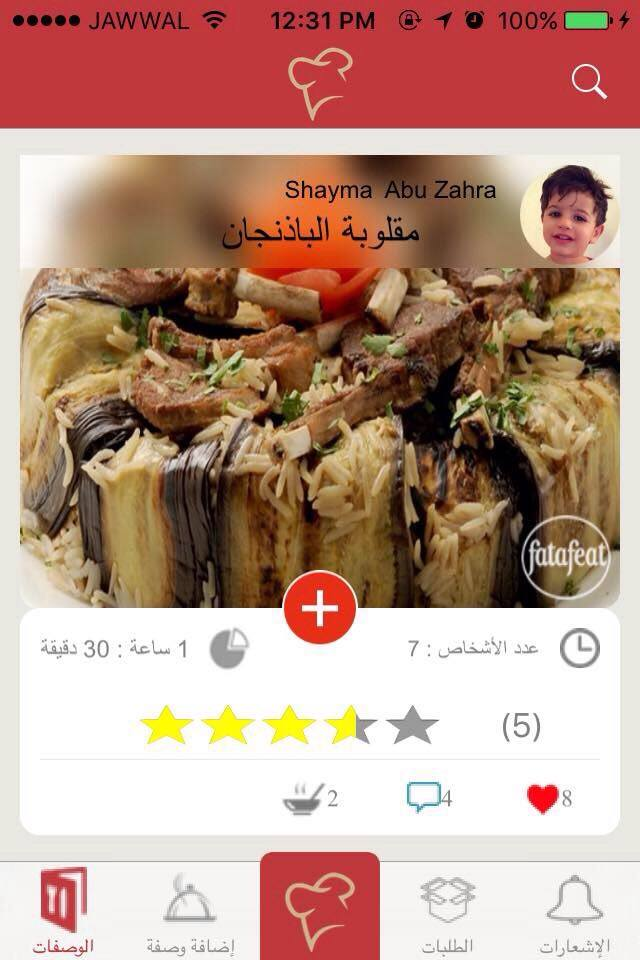 JAWWAL 12:31 PM 100%
Shayma Abu Zahra
مقلوبة الباذنجان
fatafeat
عدد الأشخاص : 7
1 ساعة : 30 دقيقة
(5)
8
4
2
الإشعارات
الطلبات
إضافة وصفة
الوصفات